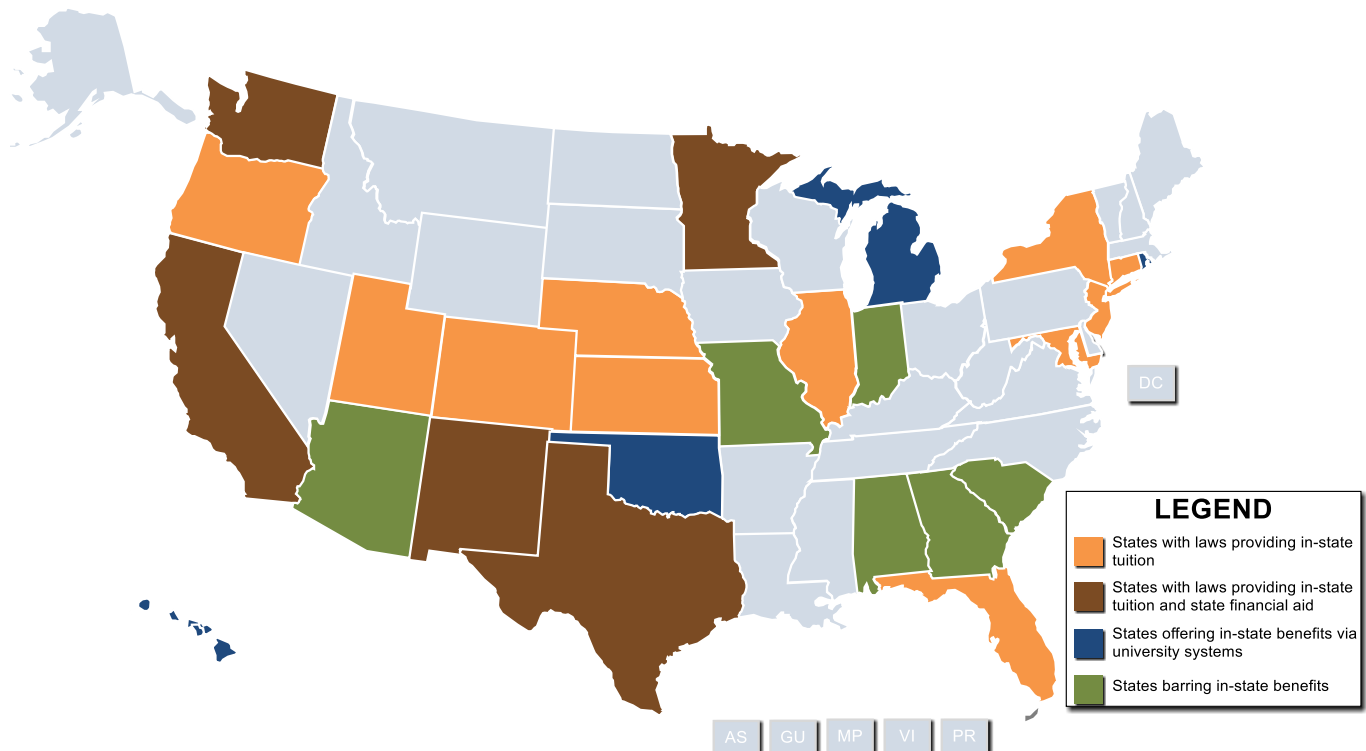 DC
LEGEND
States with laws providing in-state
tuition
States with laws providing in-state
tuition and state financial aid
States offering in-state benefits via
university systems
States barring in-state benefits
AS GU MP VI PR